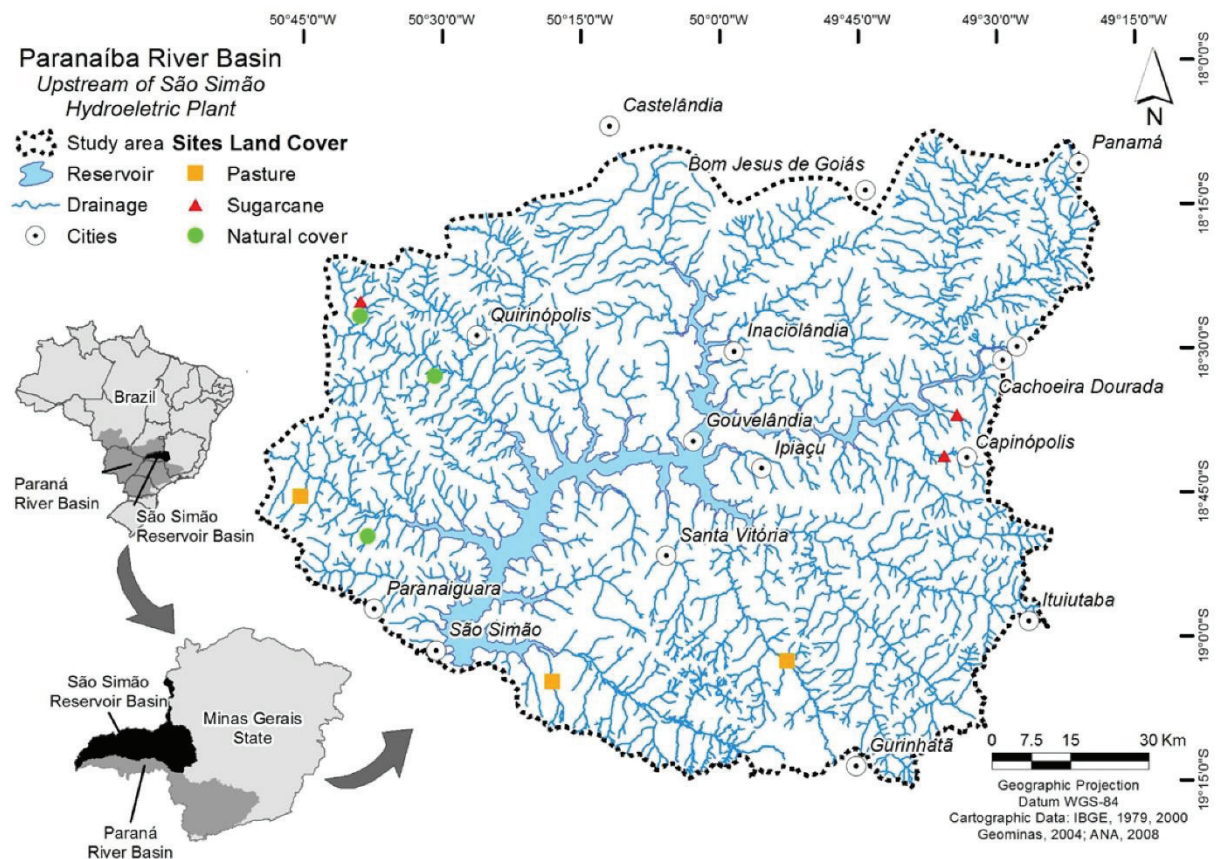 50°45'0"W 50°30'0"W 50°15'0"W 50°00'0"W 49°45'0"W 49°30'0"W 49°15'0"W
Paranaíba River Basin
Upstream of São Simão
Hydroeletric Plant
Study area
Reservoir
Drainage
Cities
Sites Land Cover
Pasture
Sugarcane
Natural cover
18°0'0"S
18°15'0"S
18°30'0"S
18°45'0"S
19°0'0"S
19°15'0"S
N
Castelândia
Panamá
Bom Jesus de Goiás
Quirinópolis
Inaciolândia
Cachoeira Dourada
Gouvelândia
Ipiaçu
Capinópolis
Santa Vitória
Paranaiguara
São Simão
Ituiutaba
Gurinhatã
Brazil
Paraná
River Basin
São Simão
Reservoir Basin
São Simão
Reservoir Basin
Minas Gerais
State
Paraná
River Basin
0 7.5 15 30 Km
Geographic Projection
Datum WGS-84
Cartographic Data: IBGE, 1979, 2000
Geominas, 2004; ANA, 2008